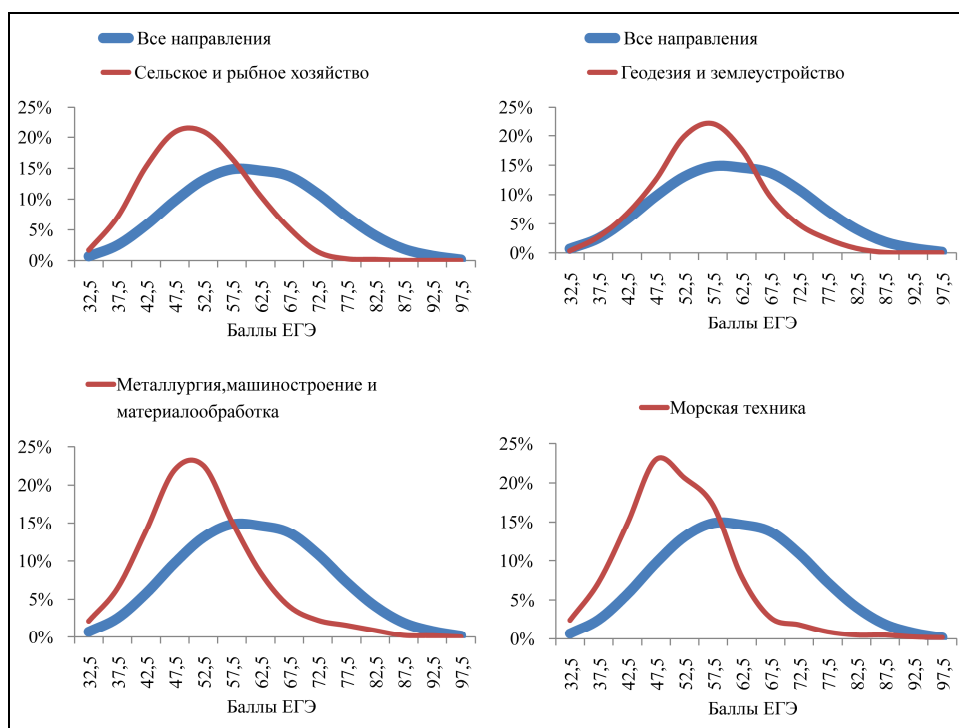 Все направления
Сельское и рыбное хозяйство
25%
20%
15%
10%
5%
0%
32,5 37,5 42,5 47,5 52,5 57,5 62,5 67,5 72,5 77,5 82,5 87,5 92,5 97,5
Баллы ЕГЭ
Все направления
Геодезия и землеустройство
25%
20%
15%
10%
5%
0%
32,5 37,5 42,5 47,5 52,5 57,5 62,5 67,5 72,5 77,5 82,5 87,5 92,5 97,5
Баллы ЕГЭ
Металлургия,машиностроение и
материалообработка
25%
20%
15%
10%
5%
0%
32,5 37,5 42,5 47,5 52,5 57,5 62,5 67,5 72,5 77,5 82,5 87,5 92,5 97,5
Баллы ЕГЭ
Морская техника
25%
20%
15%
10%
5%
0%
32,5 37,5 42,5 47,5 52,5 57,5 62,5 67,5 72,5 77,5 82,5 87,5 92,5 97,5
Баллы ЕГЭ